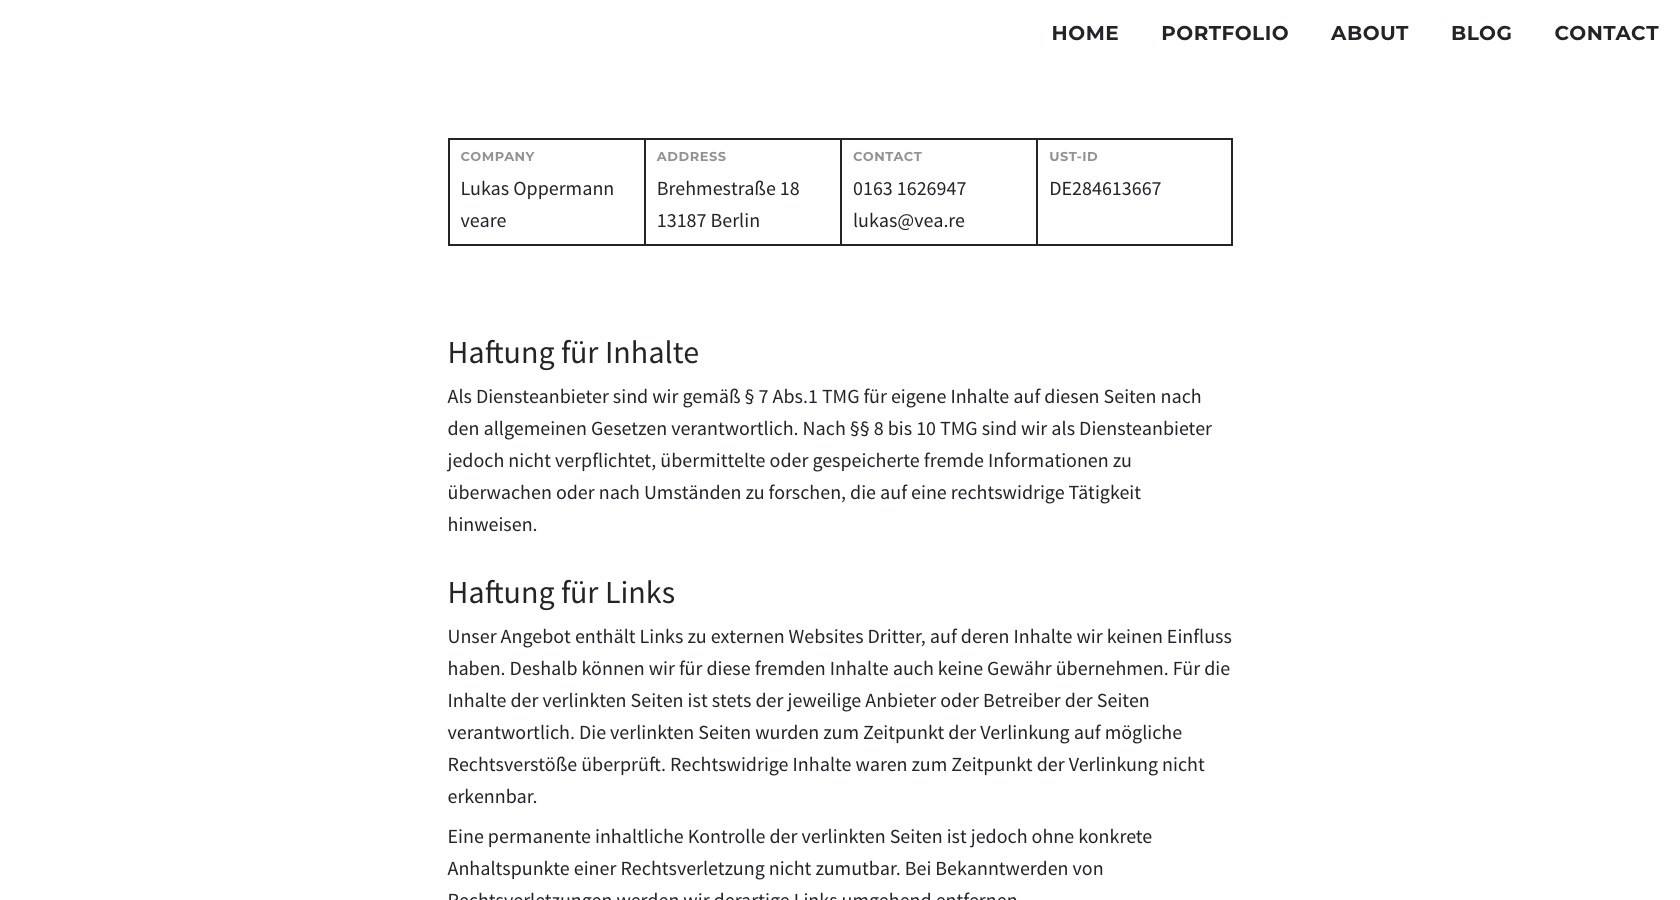 HOME PORTFOLIO ABOUT BLOG CONTACT
COMPANY
Lukas Oppermann
veare
ADDRESS
Brehmestraße 18
13187 Berlin
CONTACT
0163 1626947
lukas@vea.re
UST-ID
DE284613667
Haftung für Inhalte
Als Diensteanbieter sind wir gemäß § 7 Abs.1 TMG für eigene Inhalte auf diesen Seiten nach
den allgemeinen Gesetzen verantwortlich. Nach §§ 8 bis 10 TMG sind wir als Diensteanbieter
jedoch nicht verpflichtet, übermittelte oder gespeicherte fremde Informationen zu
überwachen oder nach Umständen zu forschen, die auf eine rechtswidrige Tätigkeit
hinweisen.
Haftung für Links
Unser Angebot enthält Links zu externen Websites Dritter, auf deren Inhalte wir keinen Einfluss
haben. Deshalb können wir für diese fremden Inhalte auch keine Gewähr übernehmen. Für die
Inhalte der verlinkten Seiten ist stets der jeweilige Anbieter oder Betreiber der Seiten
verantwortlich. Die verlinkten Seiten wurden zum Zeitpunkt der Verlinkung auf mögliche
Rechtsverstöße überprüft. Rechtswidrige Inhalte waren zum Zeitpunkt der Verlinkung nicht
erkennbar.
Eine permanente inhaltliche Kontrolle der verlinkten Seiten ist jedoch ohne konkrete
Anhaltspunkte einer Rechtsverletzung nicht zumutbar. Bei Bekanntwerden von
Rechtsverletzungen werden wir derartige Links umgehend entfernen.